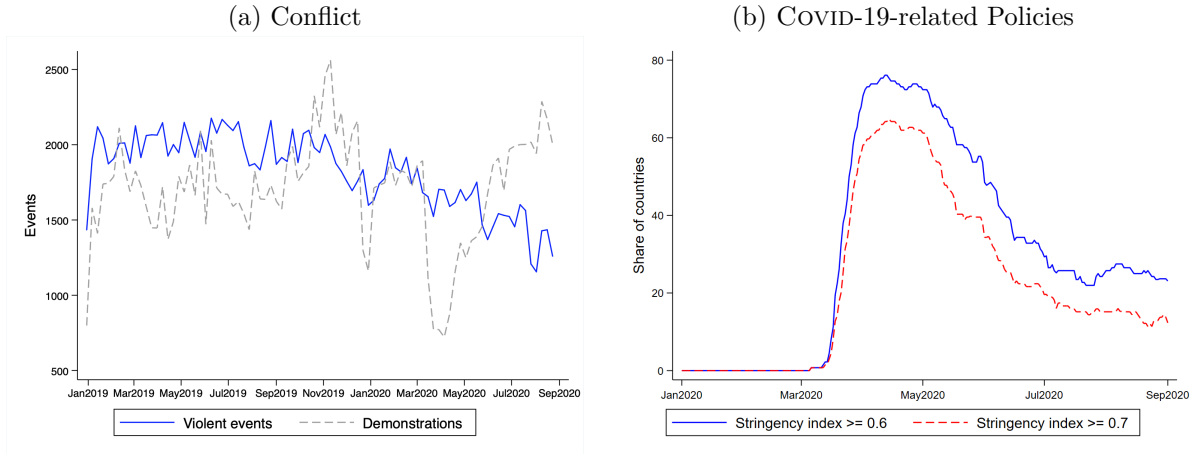 (a) Conflict
2500
2000
1500
1000
500
Events
Jan2019 Mar2019 May2019 Jul2019 Sep2019 Nov2019 Jan2020 Mar2020 May2020 Jul2020 Sep2020
Violent events Demonstrations
(b) COVID-19-related Policies
80
60
40
20
0
Share of countries
Jan2020 Mar2020 May2020 Jul2020 Sep2020
Stringency index >= 0.6 Stringency index >= 0.7